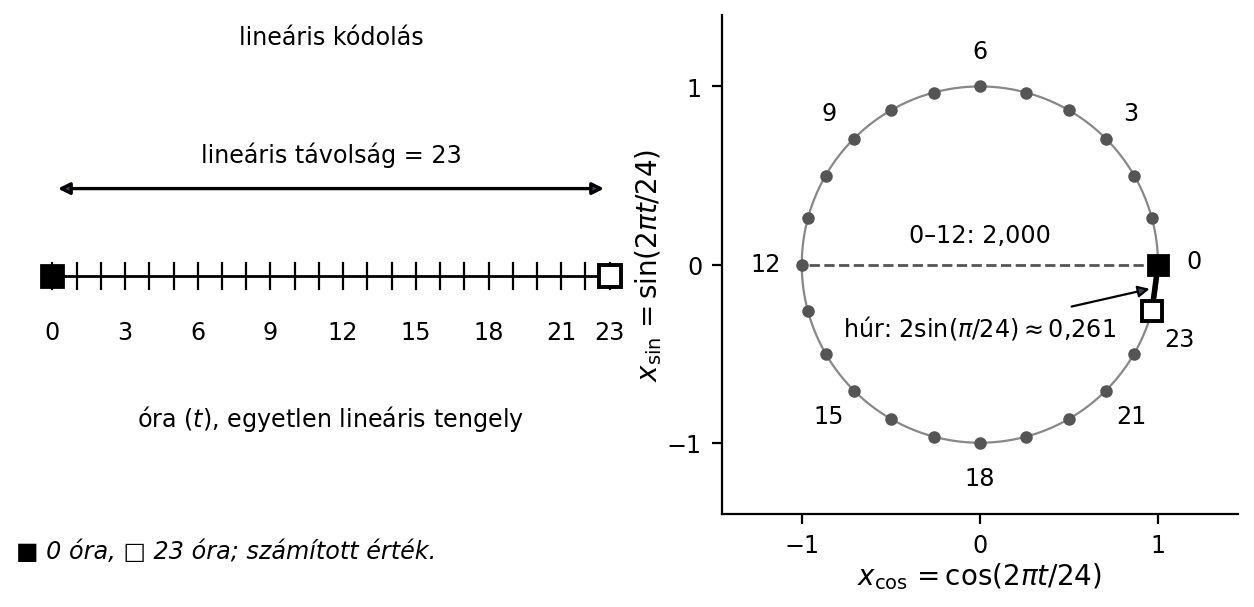 lineáris kódolás
lineáris távolság = 23
0 3 6 9 12 15 18 21 23
óra (t), egyetlen lineáris tengely
■ 0 óra, □ 23 óra; számított érték.
x_sin = sin(2πt/24)
1
0
−1
6
9 3
0–12: 2,000
12 0
húr: 2sin(π/24) ≈ 0,261
23
15 21
18
−1 0 1
x_cos = cos(2πt/24)